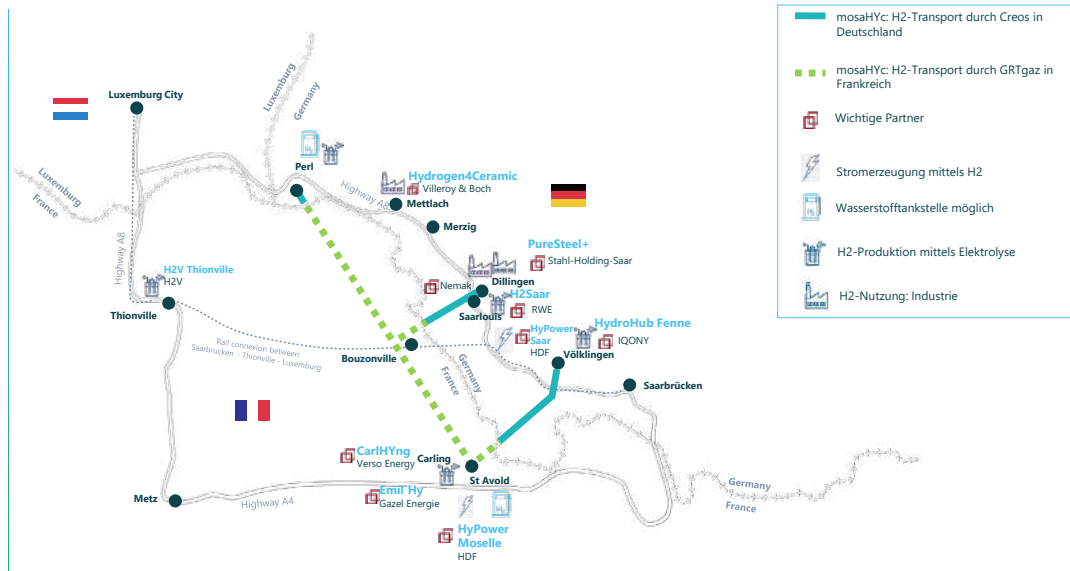 mosaHYc: H2-Transport durch Creos in
Deutschland
mosaHYc: H2-Transport durch GRTgaz in
Frankreich
Wichtige Partner
Stromerzeugung mittels H2
Wasserstofftankstelle möglich
H2-Produktion mittels Elektrolyse
H2-Nutzung: Industrie
Luxemburg City
Luxemburg
Germany
Luxemburg
France
Perl
Highway A8
Hydrogen4Ceramic
Villeroy & Boch
Mettlach
Merzig
Highway A8
PureSteel+
Stahl-Holding-Saar
H2V Thionville
H2V
Thionville
Nemak
Dillingen
H2Saar
RWE
Saarlouis
HyPower
Saar
HDF
HydroHub Fenne
IQONY
Völklingen
Bouzonville
Rail connection between
Saarbrücken - Thionville - Luxemburg
Germany
France
Saarbrücken
CarlHYng
Verso Energy
Carling
St Avold
Emil Hy
Gazel Energie
Metz
Highway A4
HyPower
Moselle
HDF
Germany
France